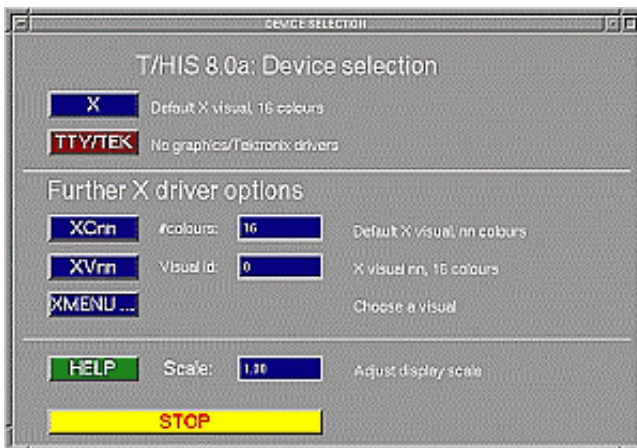 DEVICE SELECTION
T/HIS 8.0a: Device selection
X Default X visual, 16 colours
TTY/TEK No graphics/Tektronix drivers
Further X driver options
XCnn #colours: 16 Default X visual, nn colours
XVnn Visual id: 0 X visual nn, 16 colours
XMENU ... Choose a visual
HELP Scale: 1.00 Adjust display scale
STOP